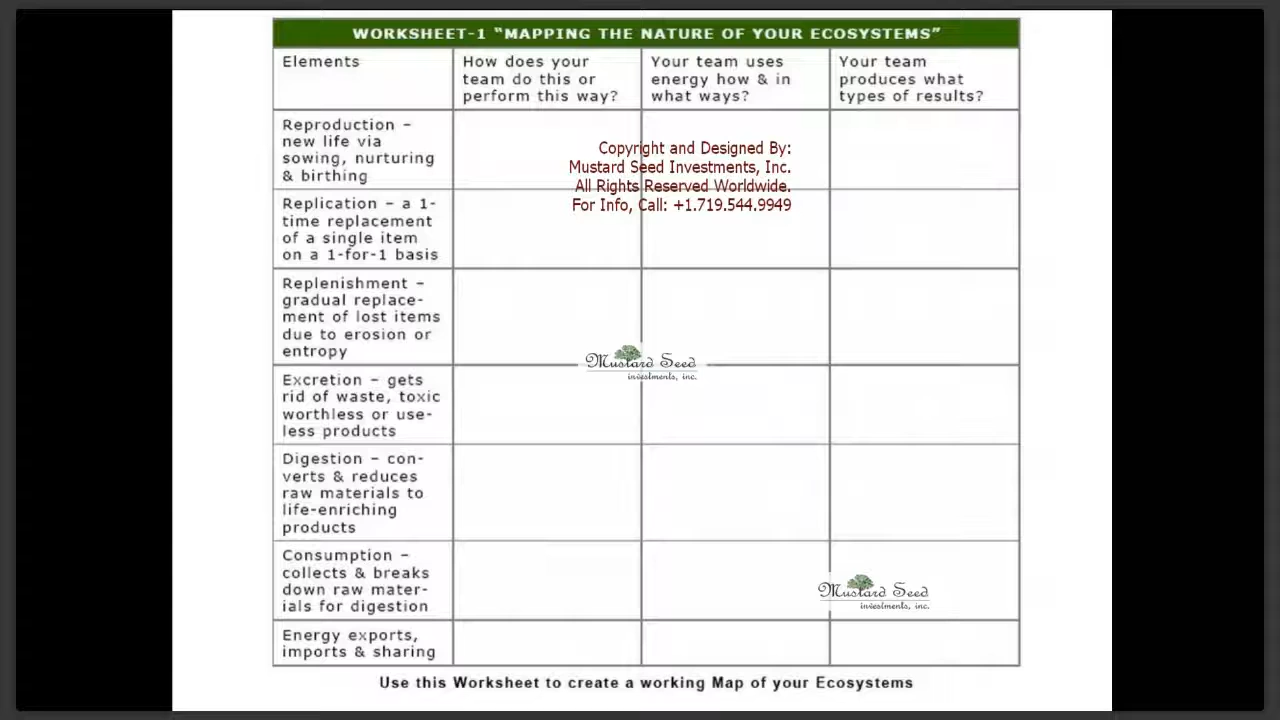 WORKSHEET-1 “MAPPING THE NATURE OF YOUR ECOSYSTEMS”
Elements
How does your
team do this or
perform this way?
Your team uses
energy how & in
what ways?
Your team
produces what
types of results?
Reproduction –
new life via
sowing, nurturing
& birthing
Copyright and Designed By:
Mustard Seed Investments, Inc.
All Rights Reserved Worldwide.
For Info, Call: +1.719.544.9949
Replication – a 1-
time replacement
of a single item
on a 1-for-1 basis
Replenishment –
gradual replace-
ment of lost items
due to erosion or
entropy
Mustard Seed
investments, inc.
Excretion – gets
rid of waste, toxic
worthless or use-
less products
Digestion – con-
verts & reduces
raw materials to
life-enriching
products
Consumption –
collects & breaks
down raw mater-
ials for digestion
Mustard Seed
investments, inc.
Energy exports,
imports & sharing
Use this Worksheet to create a working Map of your Ecosystems